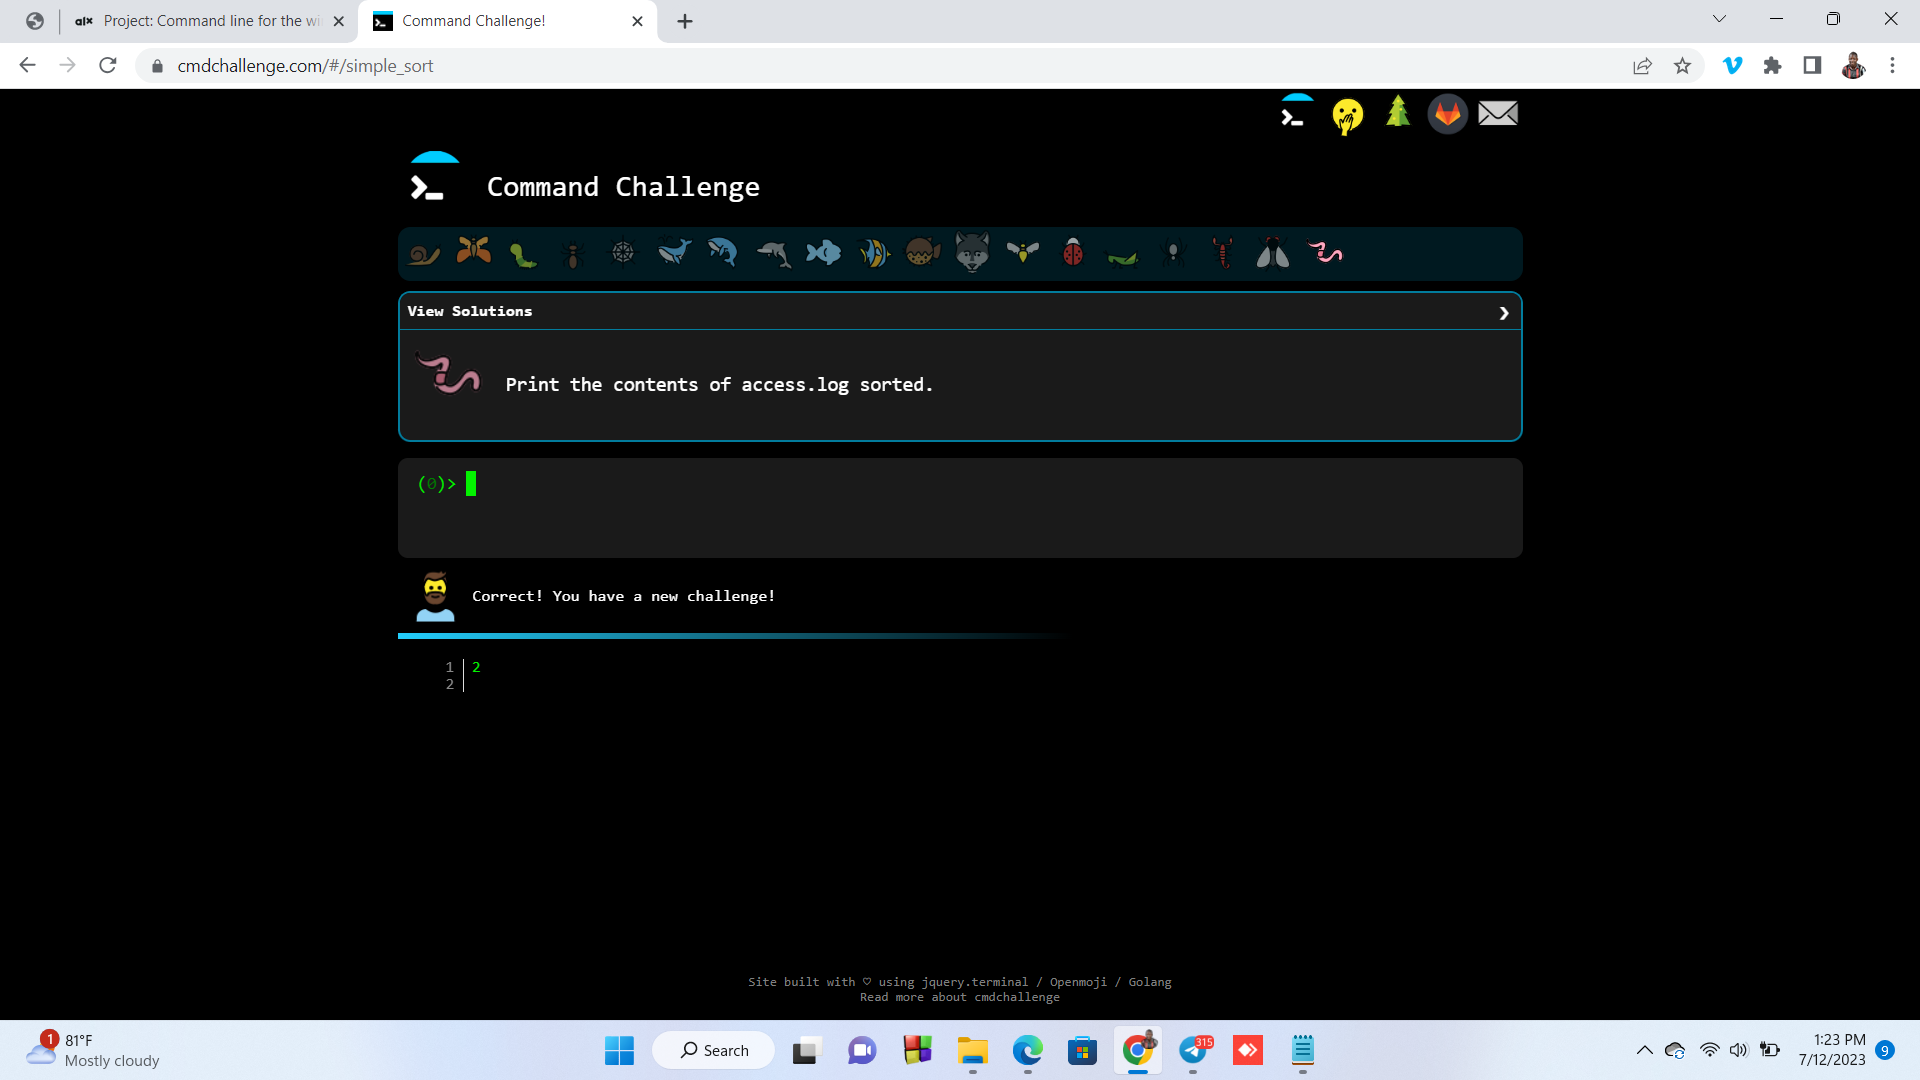 alx Project: Command line for the wi
Command Challenge!
cmdchallenge.com/#/simple_sort
Command Challenge
View Solutions
Print the contents of access.log sorted.
(0)>
Correct! You have a new challenge!
1 2
2
Site built with ♡ using jquery.terminal / Openmoji / Golang
Read more about cmdchallenge
1
81°F
Mostly cloudy
Search
315
1:23 PM
7/12/2023
9